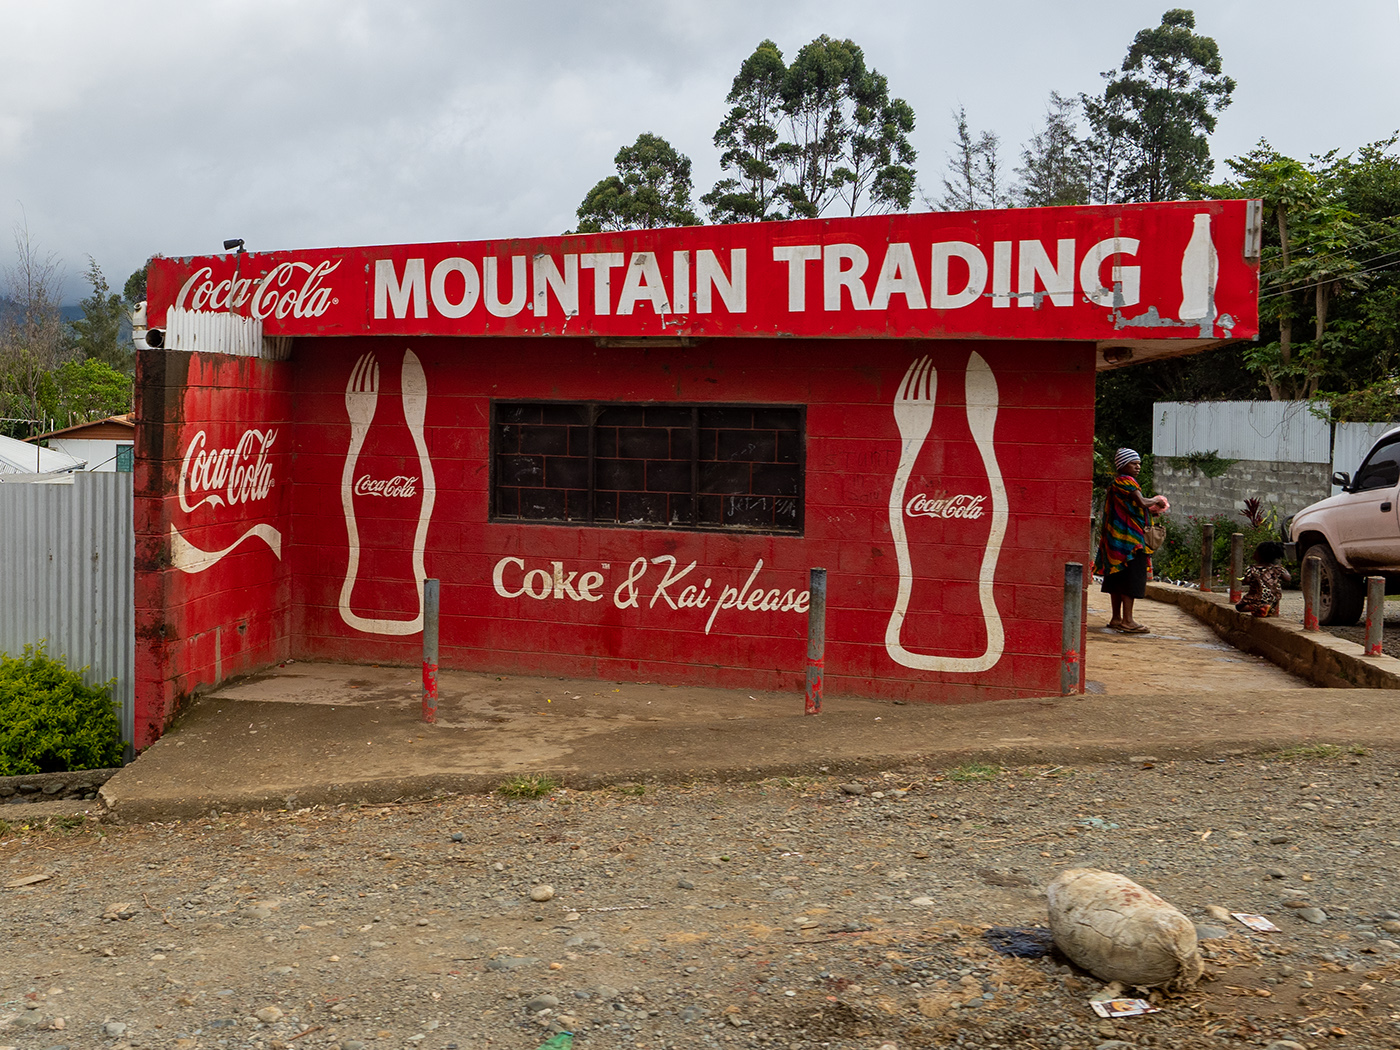 Coca-Cola® MOUNTAIN TRADING
Coca-Cola®
Coca-Cola
Coca-Cola
Coke™ & Kai please